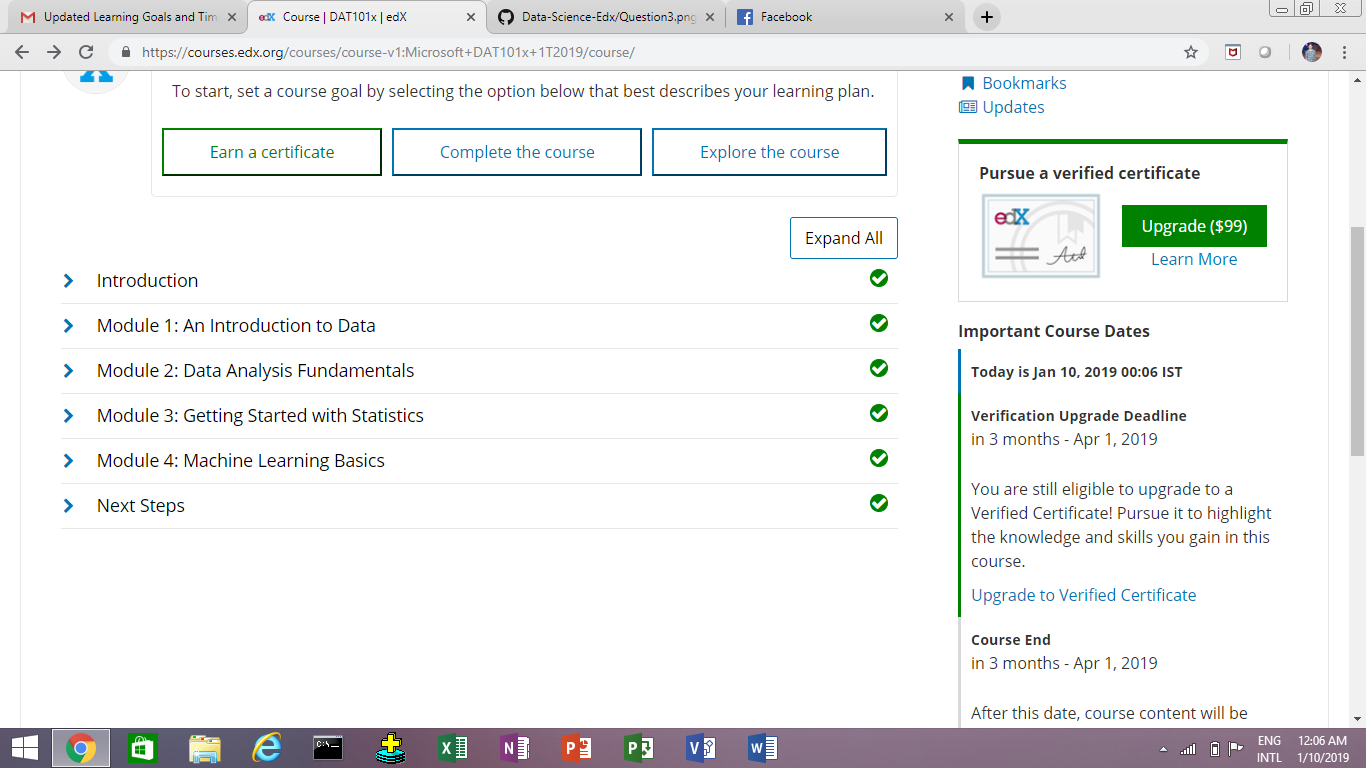 Updated Learning Goals and Tim
Course | DAT101x | edX
Data-Science-Edx/Question3.png
Facebook
https://courses.edx.org/courses/course-v1:Microsoft+DAT101x+1T2019/course/
To start, set a course goal by selecting the option below that best describes your learning plan.
Earn a certificate
Complete the course
Explore the course
Expand All
Introduction
Module 1: An Introduction to Data
Module 2: Data Analysis Fundamentals
Module 3: Getting Started with Statistics
Module 4: Machine Learning Basics
Next Steps
Bookmarks
Updates
Pursue a verified certificate
edX
Upgrade ($99)
Learn More
Important Course Dates
Today is Jan 10, 2019 00:06 IST
Verification Upgrade Deadline
in 3 months - Apr 1, 2019
You are still eligible to upgrade to a
Verified Certificate! Pursue it to highlight
the knowledge and skills you gain in this
course.
Upgrade to Verified Certificate
Course End
in 3 months - Apr 1, 2019
After this date, course content will be
ENG
INTL
12:06 AM
1/10/2019